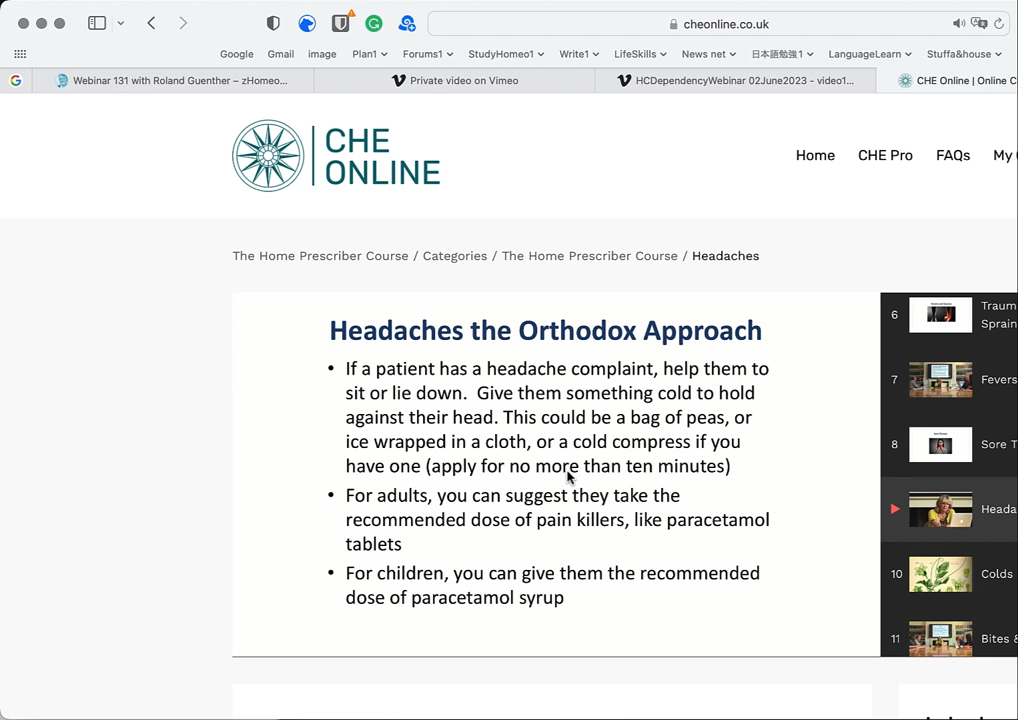 cheonline.co.uk
Google Gmail image Plan1 Forums1 StudyHomeo1 Write1 LifeSkills News net 日本語勉強1 LanguageLearn Stuffa&house
Webinar 131 with Roland Guenther – zHomeo...
Private video on Vimeo
HCDependencyWebinar 02June2023 - video1...
CHE Online | Online C
CHE
ONLINE
Home CHE Pro FAQs My
The Home Prescriber Course / Categories / The Home Prescriber Course / Headaches
Headaches the Orthodox Approach
• If a patient has a headache complaint, help them to
sit or lie down. Give them something cold to hold
against their head. This could be a bag of peas, or
ice wrapped in a cloth, or a cold compress if you
have one (apply for no more than ten minutes)
• For adults, you can suggest they take the
recommended dose of pain killers, like paracetamol
tablets
• For children, you can give them the recommended
dose of paracetamol syrup
6 Traum
Sprain
7 Fevers
8 Sore T
Heada
10 Colds
11 Bites &